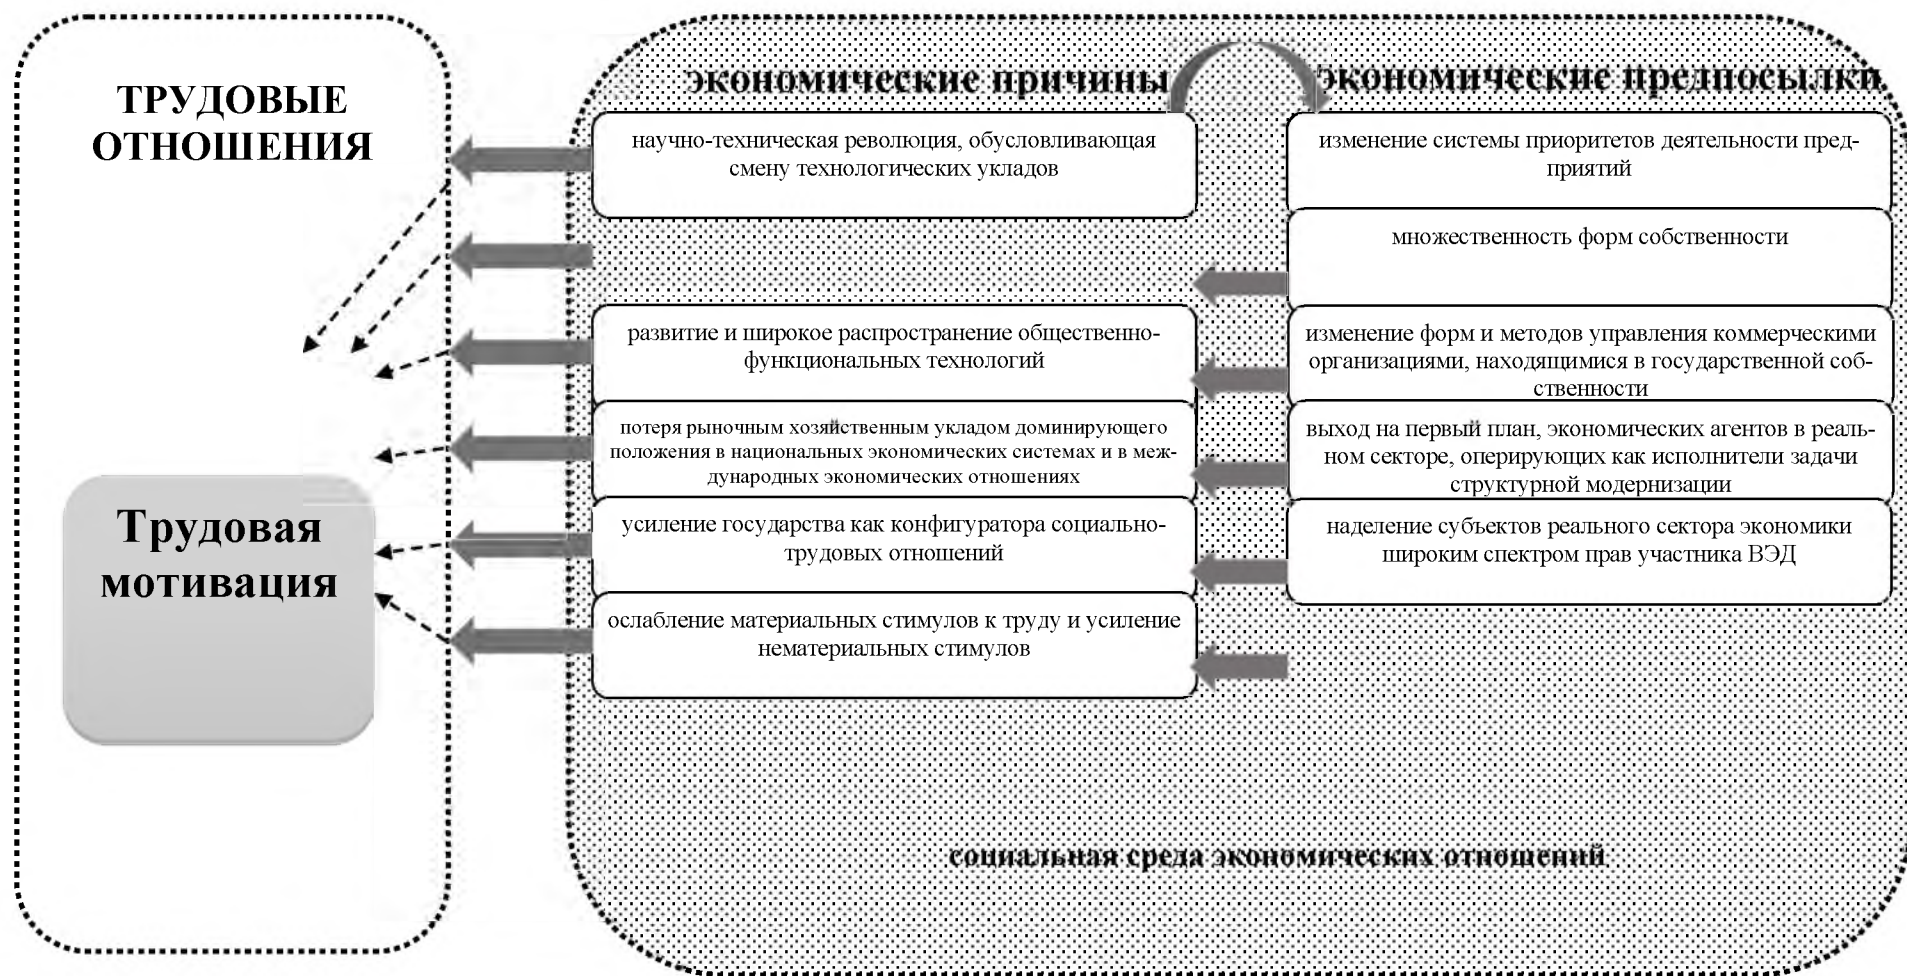 ТРУДОВЫЕ
ОТНОШЕНИЯ
Трудовая
мотивация
экономические причины
научно-техническая революция, обусловливающая
смену технологических укладов
развитие и широкое распространение общественно-
функциональных технологий
потеря рыночным хозяйственным укладом доминирующего
положения в национальных экономических системах и в меж-
дународных экономических отношениях
усиление государства как конфигуратора социально-
трудовых отношений
ослабление материальных стимулов к труду и усиление
нематериальных стимулов
экономические предпосылки
изменение системы приоритетов деятельности пред-
приятий
множественность форм собственности
изменение форм и методов управления коммерческими
организациями, находящимися в государственной соб-
ственности
выход на первый план, экономических агентов в реаль-
ном секторе, оперирующих как исполнители задачи
структурной модернизации
наделение субъектов реального сектора экономики
широким спектром прав участника ВЭД
социальная среда экономических отношений